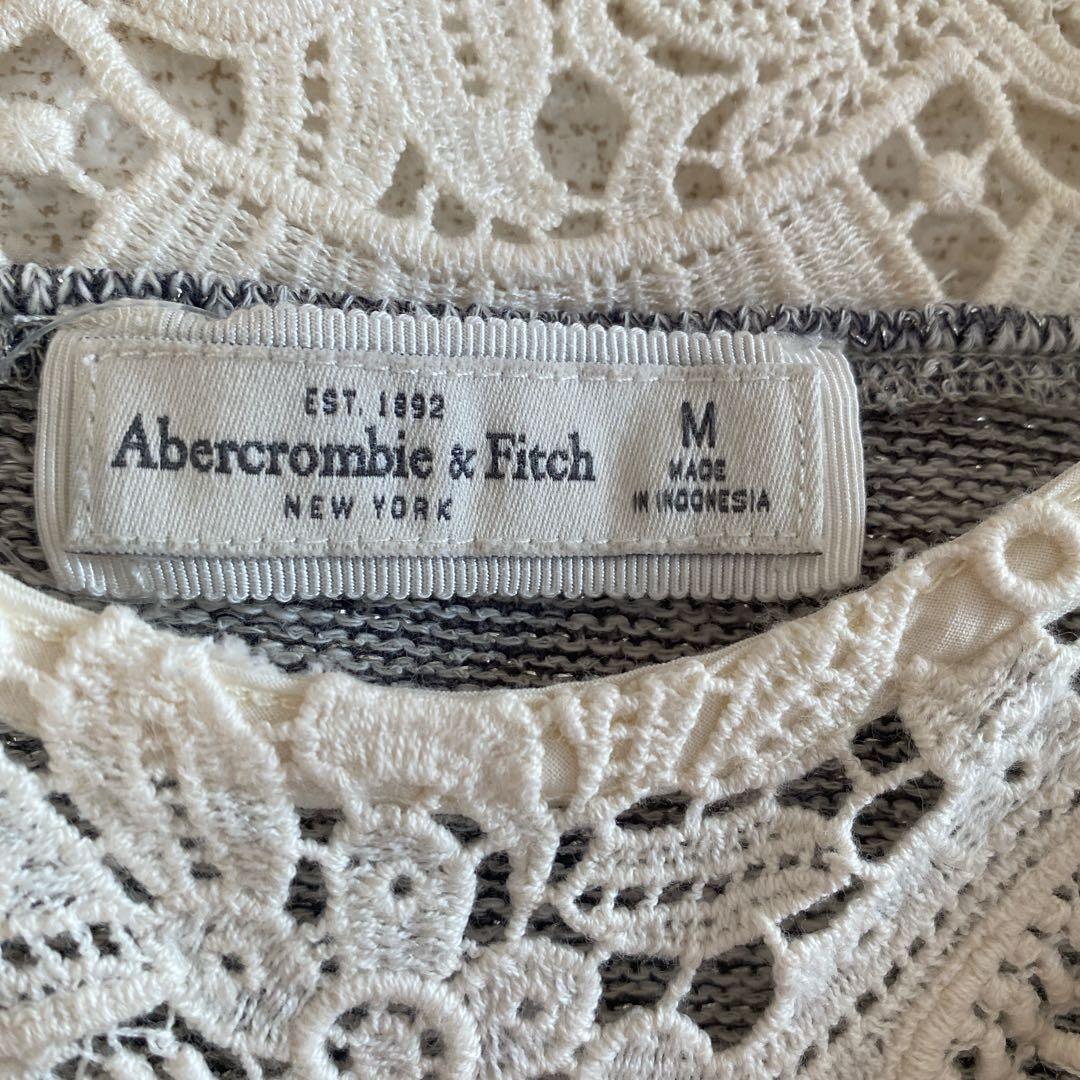 EST. 1892
Abercrombie & Fitch
NEW YORK
M
MADE
IN INDONESIA